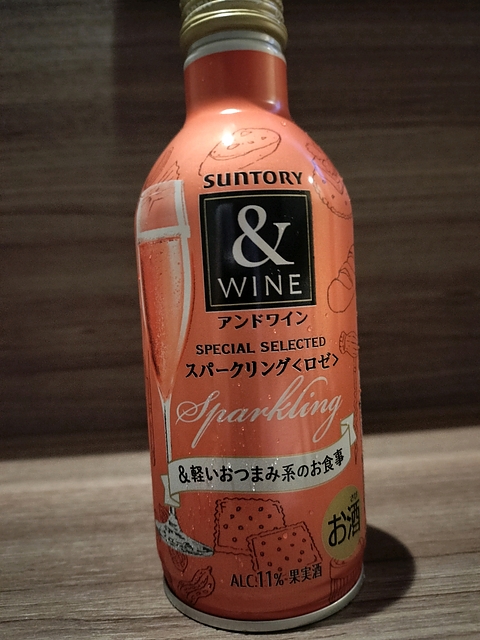 SUNTORY
&
WINE
アンドワイン
SPECIAL SELECTED
スパークリング<ロゼ>
Sparkling
&軽いおつまみ系のお食事
お酒
ALC.11%・果実酒